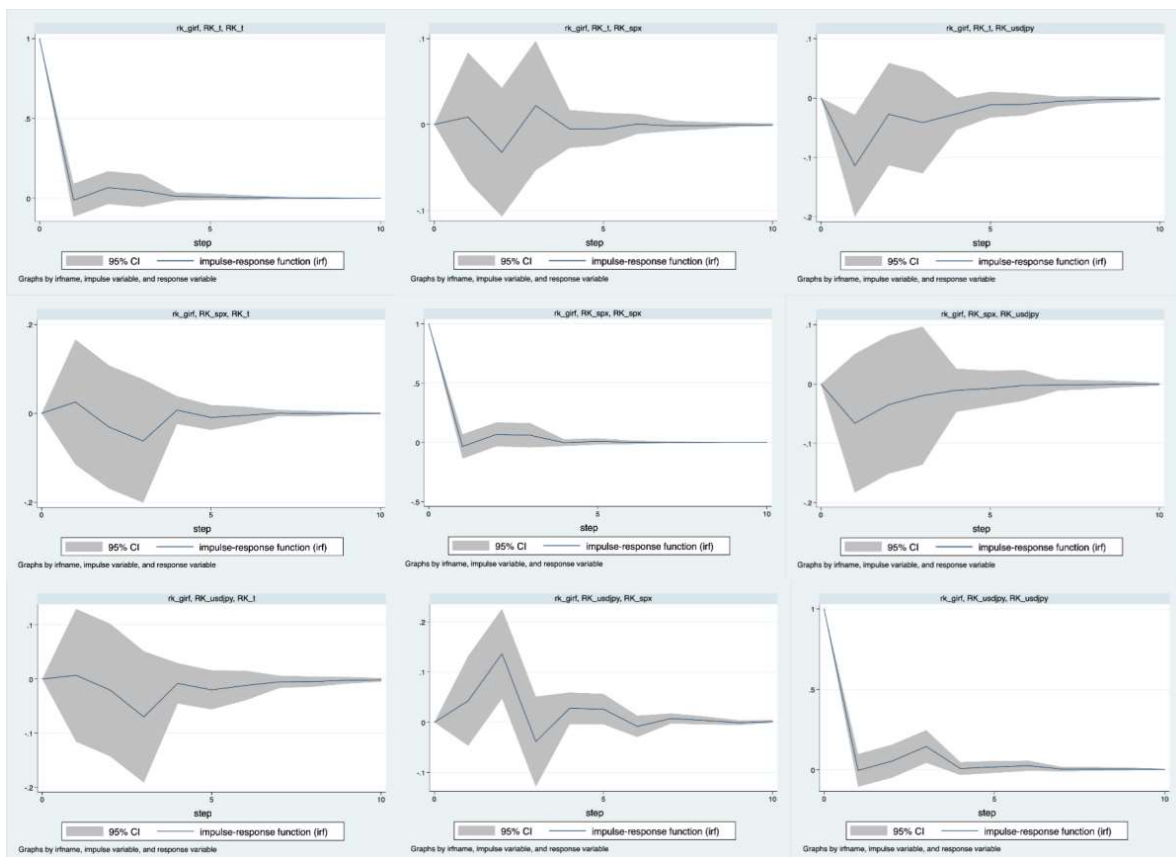 rk_girf, RK_t, RK_t
1
.5
0
0 5 10
step
95% CI impulse-response function (irf)
Graphs by irfname, impulse variable, and response variable
rk_girf, RK_t, RK_spx
.1
0
-.1
0 5 10
step
95% CI impulse-response function (irf)
Graphs by irfname, impulse variable, and response variable
rk_girf, RK_t, RK_usdjpy
.1
0
-.1
-.2
0 5 10
step
95% CI impulse-response function (irf)
Graphs by irfname, impulse variable, and response variable
rk_girf, RK_spx, RK_t
.2
0
-.2
0 5 10
step
95% CI impulse-response function (irf)
Graphs by irfname, impulse variable, and response variable
rk_girf, RK_spx, RK_spx
1
.5
0
-.5
0 5 10
step
95% CI impulse-response function (irf)
Graphs by irfname, impulse variable, and response variable
rk_girf, RK_spx, RK_usdjpy
.1
0
-.1
-.2
0 5 10
step
95% CI impulse-response function (irf)
Graphs by irfname, impulse variable, and response variable
rk_girf, RK_usdjpy, RK_t
.1
0
-.1
-.2
0 5 10
step
95% CI impulse-response function (irf)
Graphs by irfname, impulse variable, and response variable
rk_girf, RK_usdjpy, RK_spx
.2
.1
0
-.1
0 5 10
step
95% CI impulse-response function (irf)
Graphs by irfname, impulse variable, and response variable
rk_girf, RK_usdjpy, RK_usdjpy
1
.5
0
0 5 10
step
95% CI impulse-response function (irf)
Graphs by irfname, impulse variable, and response variable